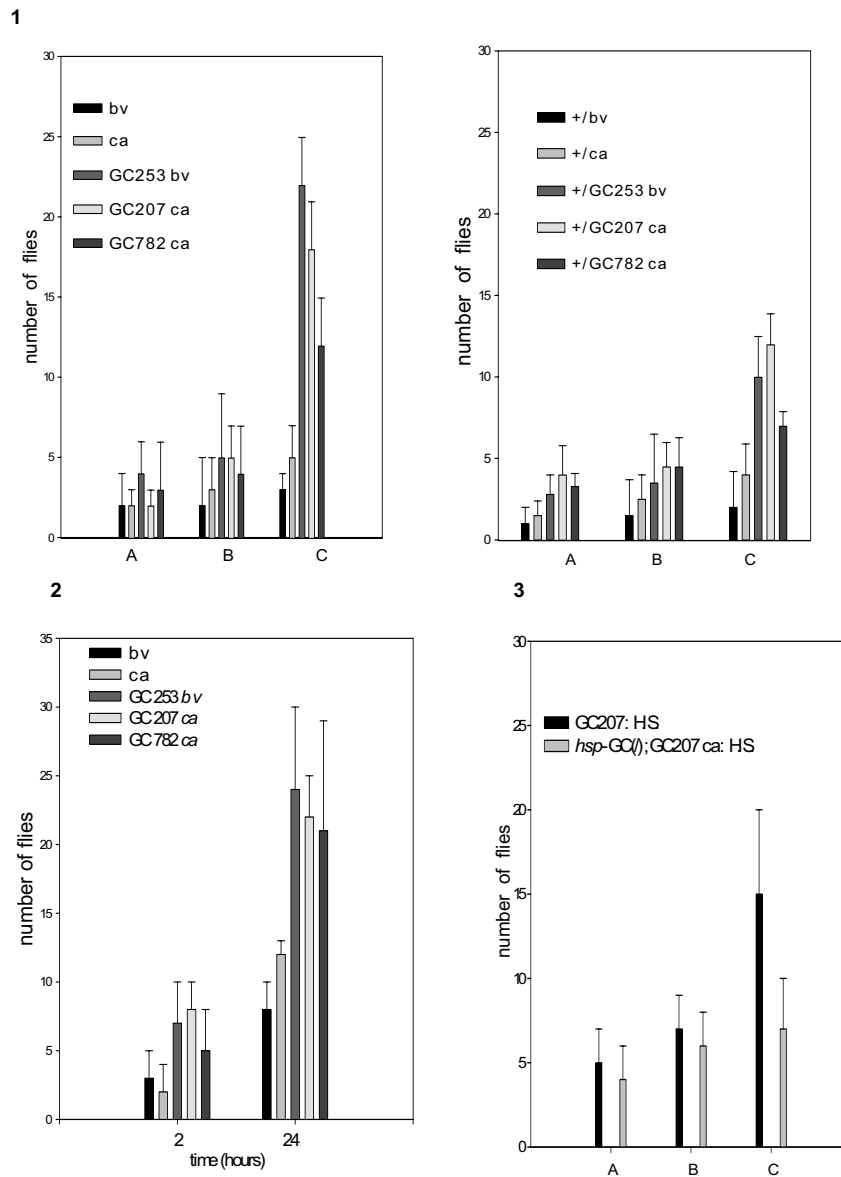 1
30
25
20
15
10
5
0
number of flies
bv
ca
GC253 bv
GC207 ca
GC782 ca
A B C
30
25
20
15
10
5
0
number of flies
+/bv
+/ca
+/GC253 bv
+/GC207 ca
+/GC782 ca
A B C
2
35
30
25
20
15
10
5
0
number of flies
bv
ca
GC253 bv
GC207 ca
GC782 ca
2 24
time (hours)
3
30
25
20
15
10
5
0
number of flies
GC207: HS
hsp-GC(I); GC207 ca: HS
A B C